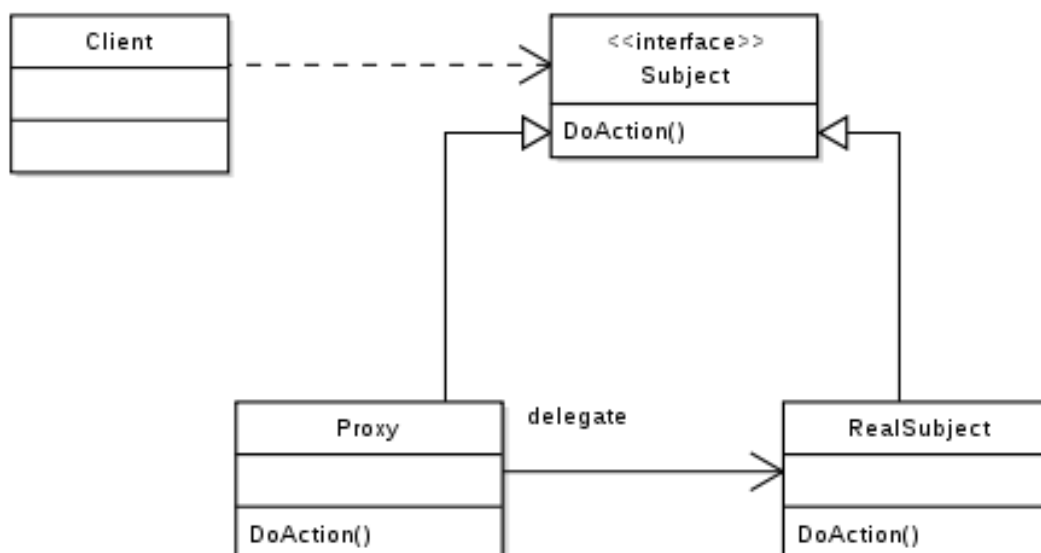 Client
<<interface>>
Subject
DoAction()
Proxy
delegate
RealSubject
DoAction()
DoAction()